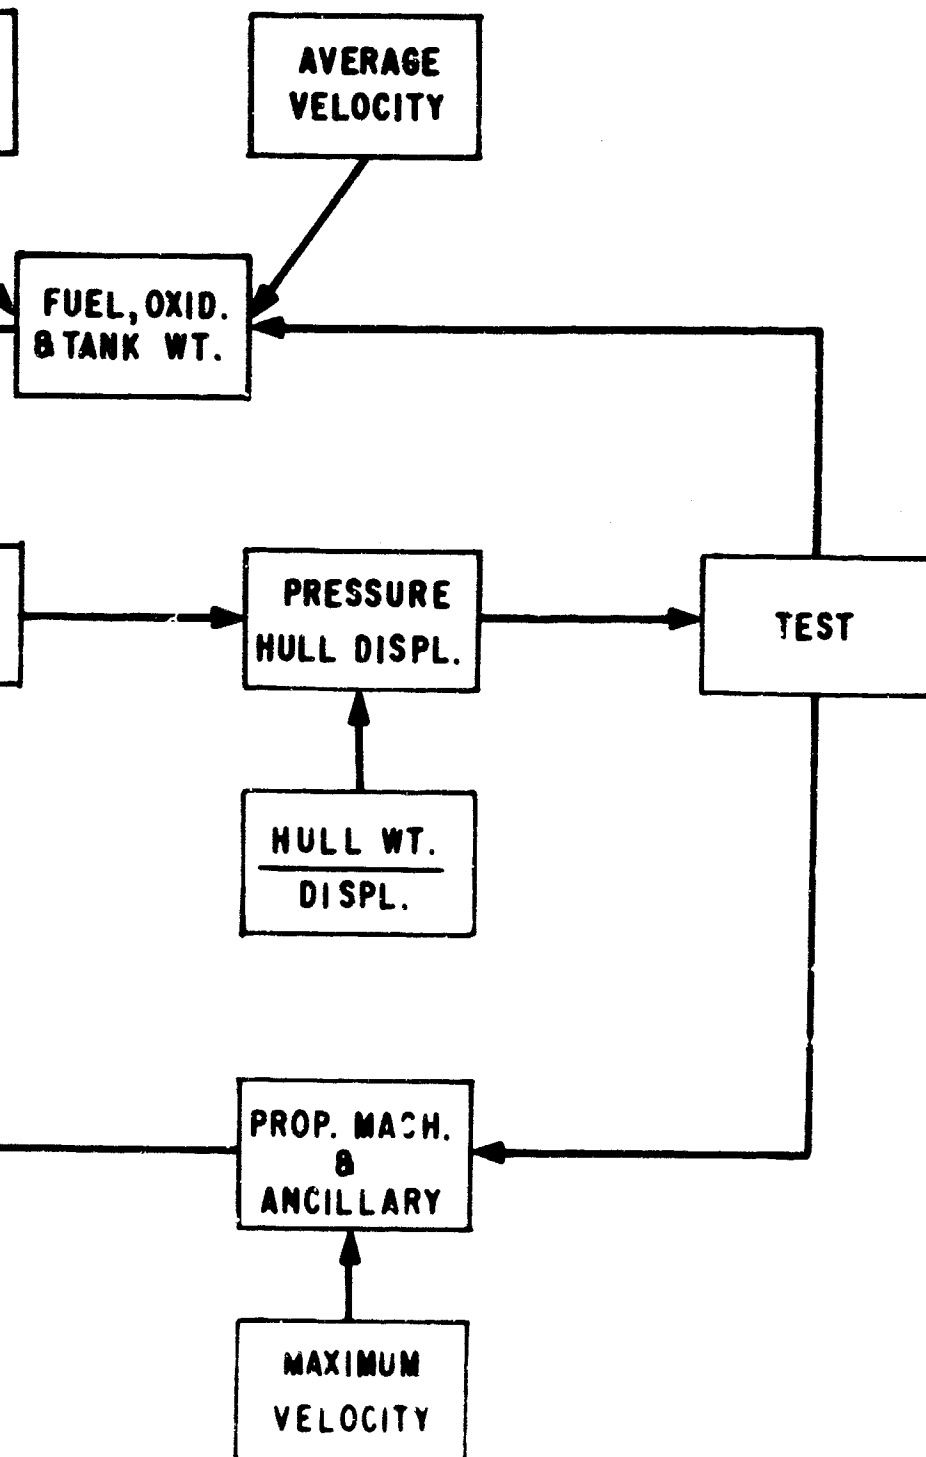 AVERAGE
VELOCITY
FUEL, OXID.
& TANK WT.
PRESSURE
HULL DISPL.
TEST
HULL WT.
DISPL.
PROP. MACH.
&
ANCILLARY
MAXIMUM
VELOCITY